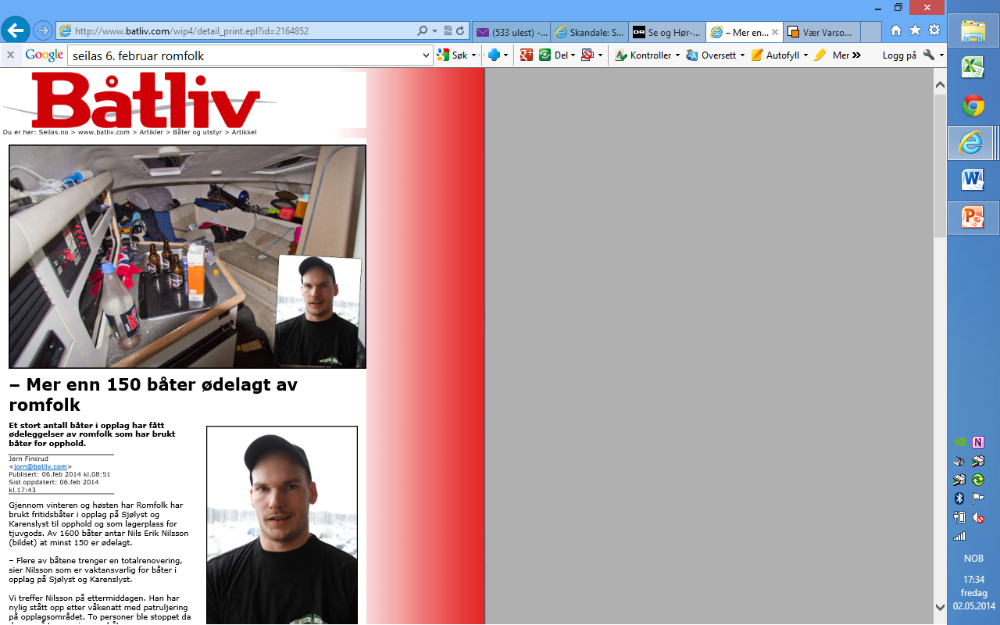 http://www.batliv.com/wip4/detail_print.epl?id=2164852
(533 ulest) -...
Skandale: S...
DR
Se og Hør-...
– Mer en...
Vær Varso...
Google
seilas 6. februar romfolk
Søk
Del
Kontroller
Oversett
Autofyll
Mer
Logg på
Båtliv
Du er her: Seilas.no > www.batliv.com > Artikler > Båter og utstyr > Artikkel
– Mer enn 150 båter ødelagt av
romfolk
Et stort antall båter i opplag har fått
ødeleggelser av romfolk som har brukt
båter for opphold.
Jørn Finsrud
<jorn@batliv.com>
Publisert: 06.feb 2014 kl.08:51
Sist oppdatert: 06.feb 2014
kl.17:43
Gjennom vinteren og høsten har Romfolk har
brukt fritidsbåter i opplag på Sjølyst og
Karenslyst til opphold og som lagerplass for
tjuvgods. Av 1600 båter antar Nils Erik Nilsson
(bildet) at minst 150 er ødelagt.
– Flere av båtene trenger en totalrenovering,
sier Nilsson som er vaktansvarlig for båter i
opplag på Sjølyst og Karenslyst.
Vi treffer Nilsson på ettermiddagen. Han har
nylig stått opp etter våkenatt med patruljering
på opplagsområdet. To personer ble stoppet da
NOB
17:34
fredag
02.05.2014